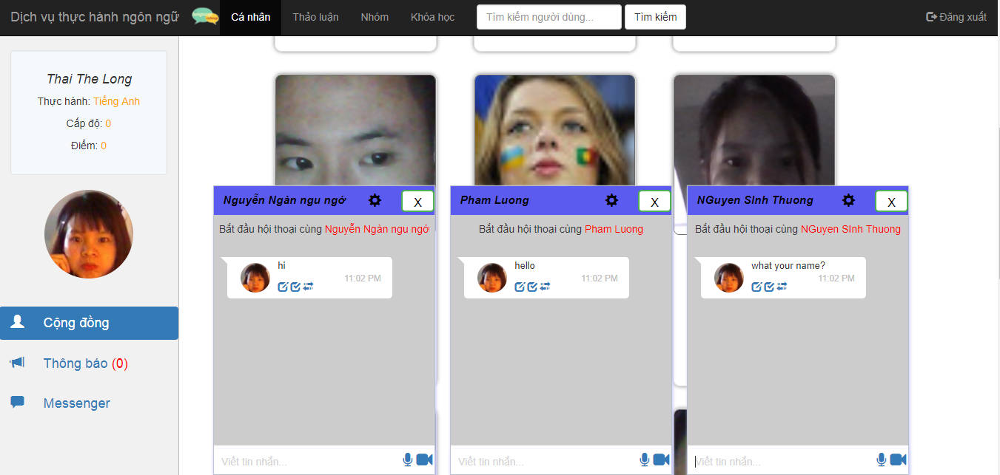 Dịch vụ thực hành ngôn ngữ
Cá nhân
Thảo luận
Nhóm
Khóa học
Tìm kiếm người dùng...
Tìm kiếm
Đăng xuất
Thai The Long
Thực hành: Tiếng Anh
Cấp độ: 0
Điểm: 0
Cộng đồng
Thông báo (0)
Messenger
Nguyễn Ngàn ngu ngớ
X
Bắt đầu hội thoại cùng Nguyễn Ngàn ngu ngớ
hi
11:02 PM
Viết tin nhắn...
Pham Luong
X
Bắt đầu hội thoại cùng Pham Luong
hello
11:02 PM
Viết tin nhắn...
NGuyen SInh Thuong
X
Bắt đầu hội thoại cùng NGuyen SInh Thuong
what your name?
11:02 PM
Viết tin nhắn...